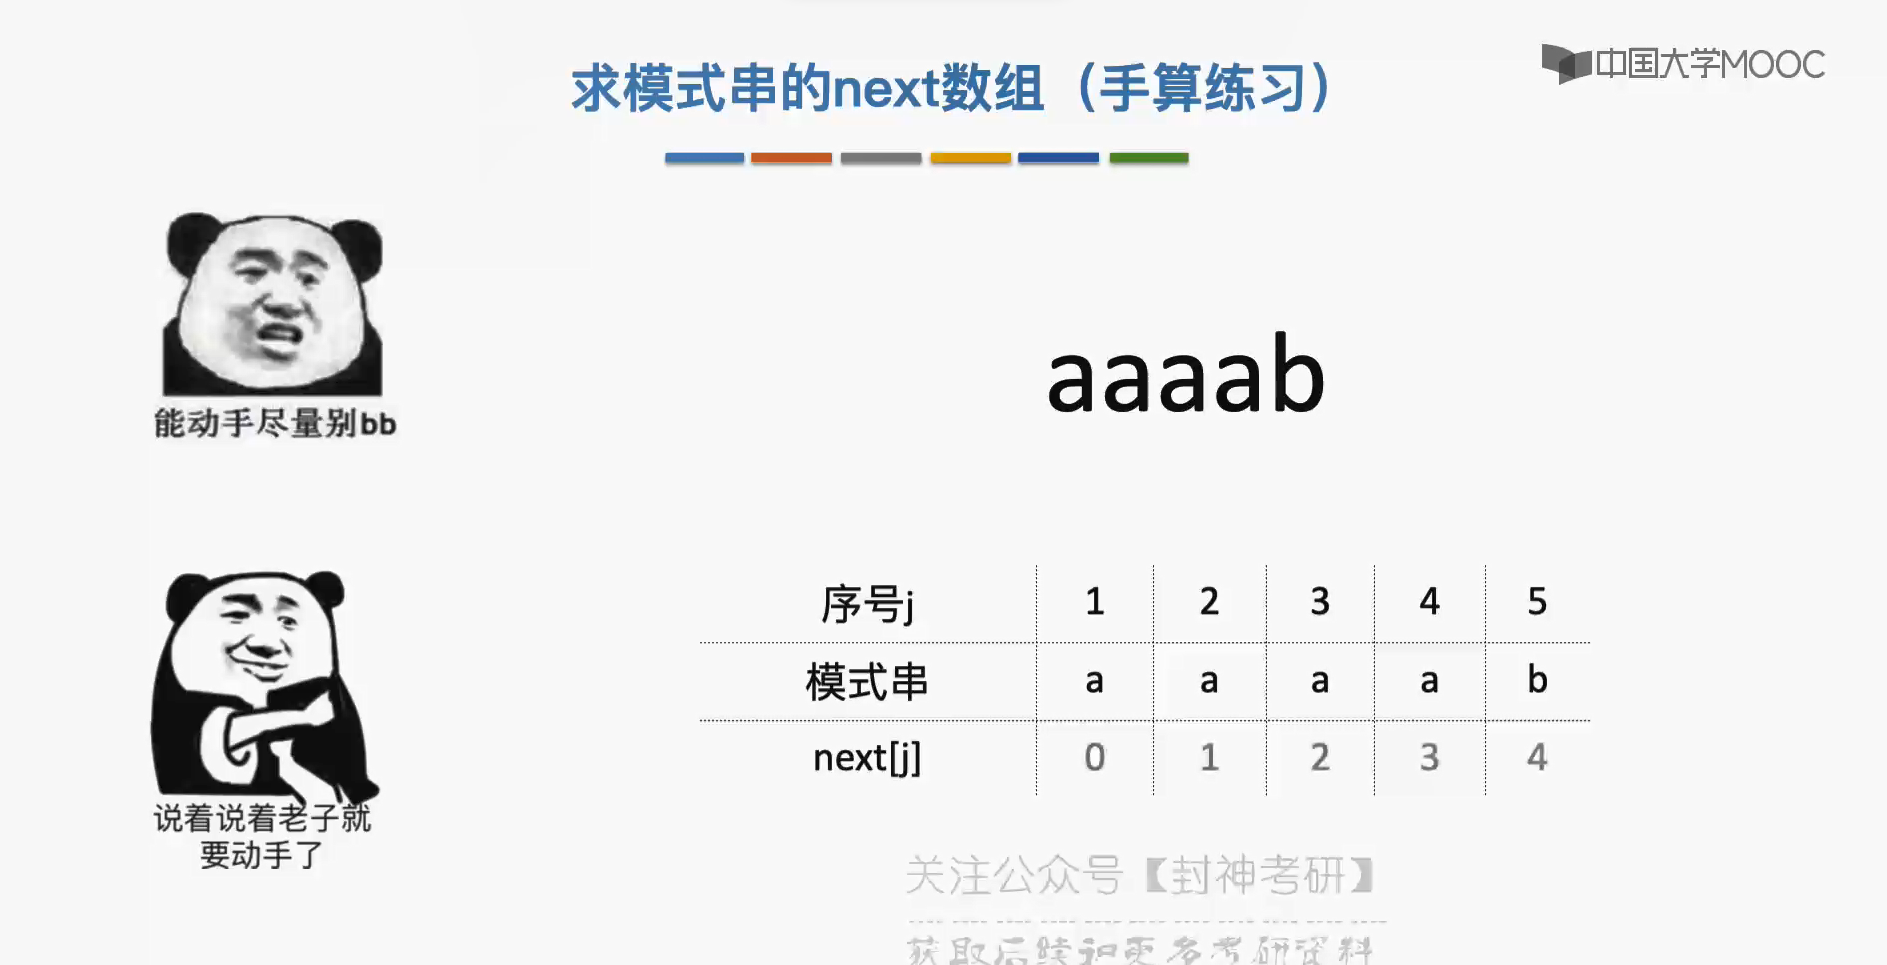 求模式串的next数组（手算练习）
中国大学MOOC
能动手尽量别bb
aaaab
说着说着老子就
要动手了
序号j 1 2 3 4 5
模式串 a a a a b
next[j] 0 1 2 3 4
关注公众号【封神考研】
获取后续和更多考研资料